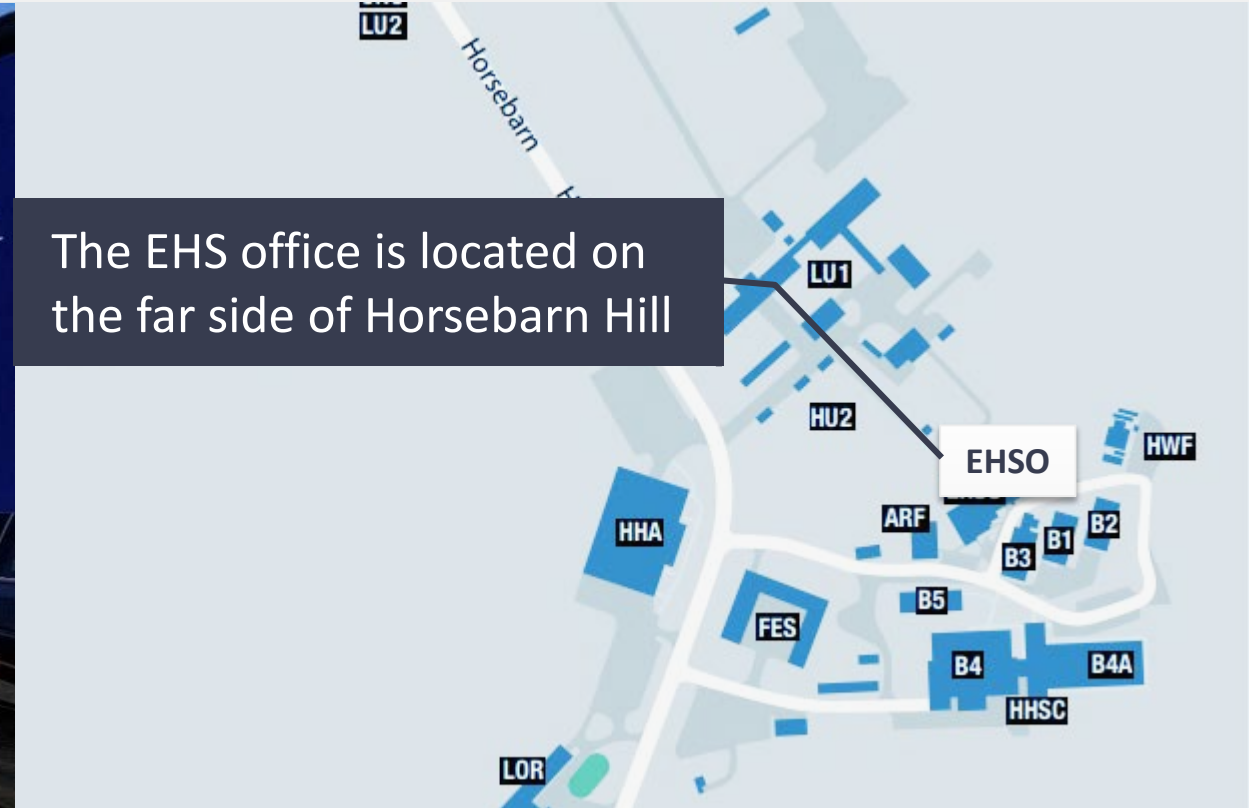 LU2
Horsebarn
H
The EHS office is located on
the far side of Horsebarn Hill
LU1
HU2
EHSO
HWF
ARF
B2
B1
B3
HHA
B5
FES
B4
B4A
HHSC
LOR